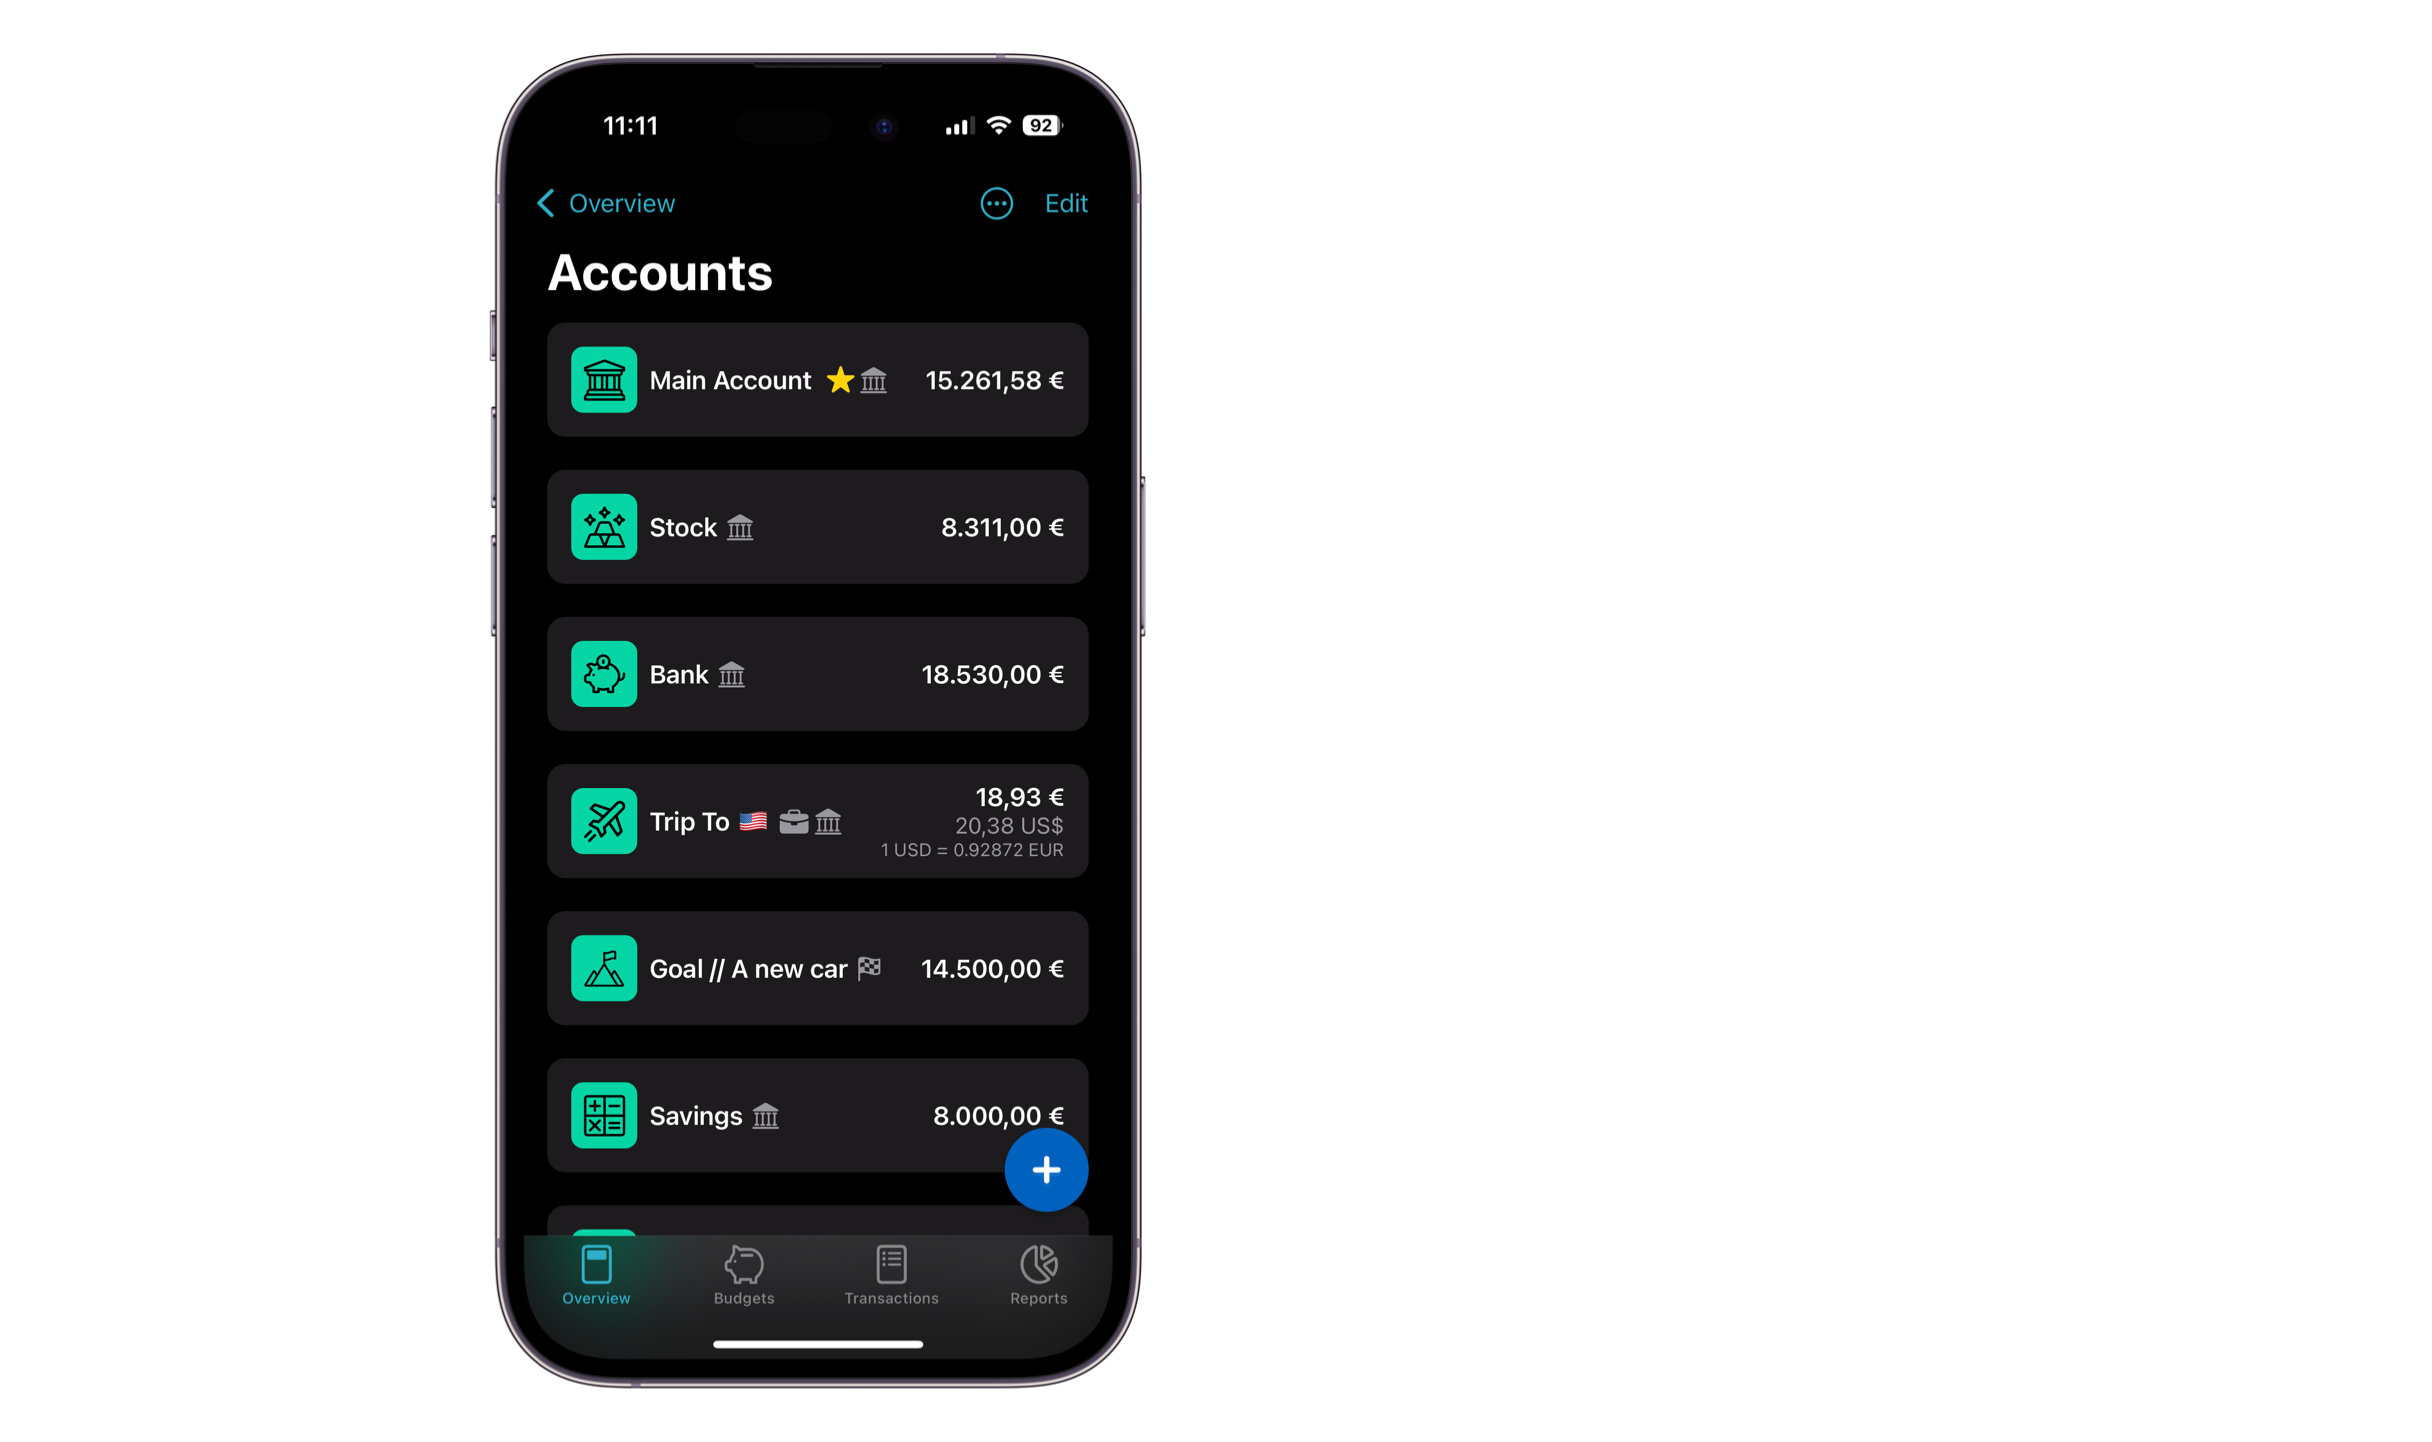 11:11
92
Overview
Edit
Accounts
Main Account
15.261,58 €
Stock
8.311,00 €
Bank
18.530,00 €
Trip To
18,93 €
20,38 US$
1 USD = 0.92872 EUR
Goal // A new car
14.500,00 €
Savings
8.000,00 €
Overview
Budgets
Transactions
Reports